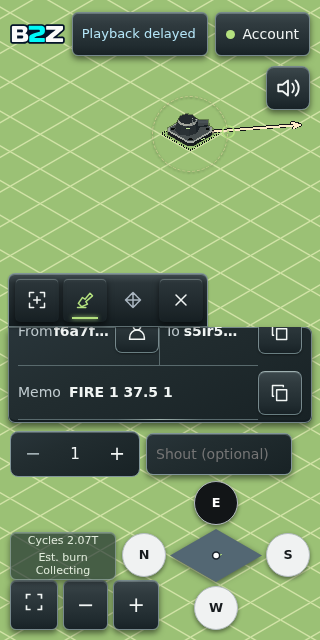 B2Z
Playback delayed
Account
From f6a7f... To s5ir5...
Memo FIRE 1 37.5 1
1
Shout (optional)
E
Cycles 2.07T
Est. burn
Collecting
N
S
W